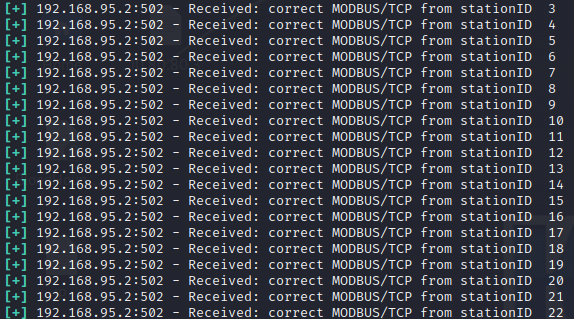 [+] 192.168.95.2:502 - Received: correct MODBUS/TCP from stationID  3
[+] 192.168.95.2:502 - Received: correct MODBUS/TCP from stationID  4
[+] 192.168.95.2:502 - Received: correct MODBUS/TCP from stationID  5
[+] 192.168.95.2:502 - Received: correct MODBUS/TCP from stationID  6
[+] 192.168.95.2:502 - Received: correct MODBUS/TCP from stationID  7
[+] 192.168.95.2:502 - Received: correct MODBUS/TCP from stationID  8
[+] 192.168.95.2:502 - Received: correct MODBUS/TCP from stationID  9
[+] 192.168.95.2:502 - Received: correct MODBUS/TCP from stationID  10
[+] 192.168.95.2:502 - Received: correct MODBUS/TCP from stationID  11
[+] 192.168.95.2:502 - Received: correct MODBUS/TCP from stationID  12
[+] 192.168.95.2:502 - Received: correct MODBUS/TCP from stationID  13
[+] 192.168.95.2:502 - Received: correct MODBUS/TCP from stationID  14
[+] 192.168.95.2:502 - Received: correct MODBUS/TCP from stationID  15
[+] 192.168.95.2:502 - Received: correct MODBUS/TCP from stationID  16
[+] 192.168.95.2:502 - Received: correct MODBUS/TCP from stationID  17
[+] 192.168.95.2:502 - Received: correct MODBUS/TCP from stationID  18
[+] 192.168.95.2:502 - Received: correct MODBUS/TCP from stationID  19
[+] 192.168.95.2:502 - Received: correct MODBUS/TCP from stationID  20
[+] 192.168.95.2:502 - Received: correct MODBUS/TCP from stationID  21
[+] 192.168.95.2:502 - Received: correct MODBUS/TCP from stationID  22